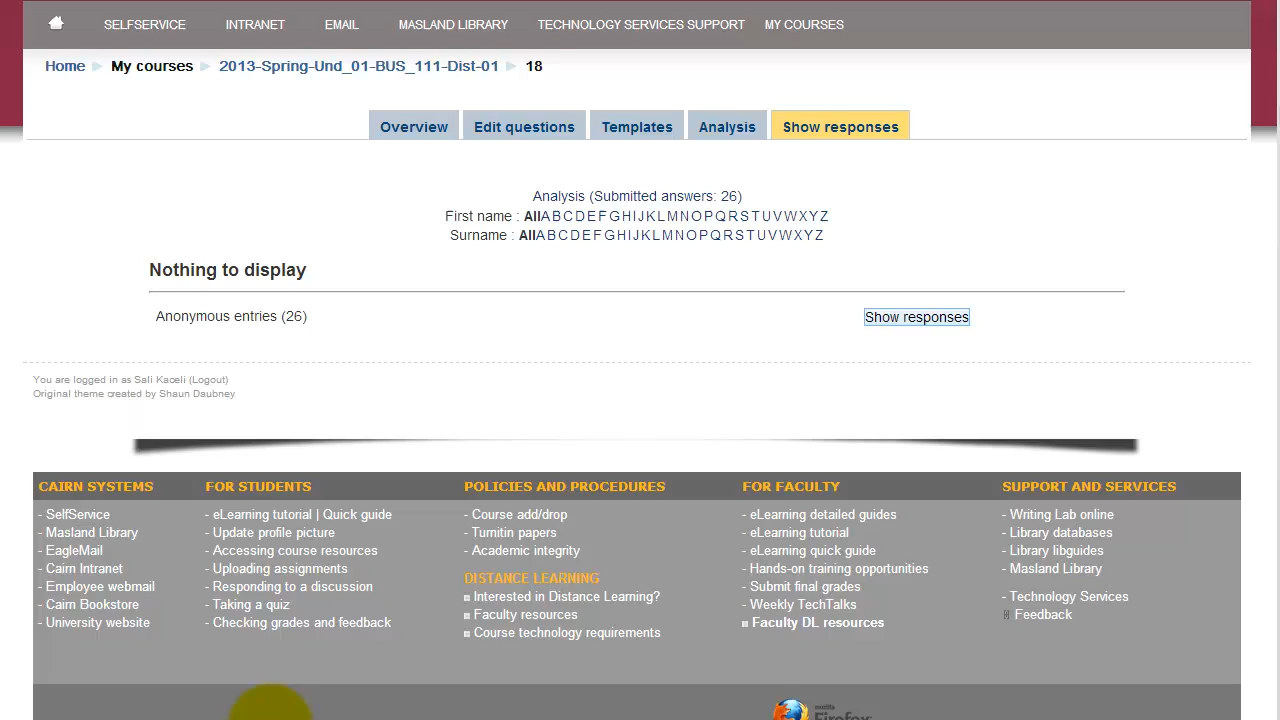 SELFSERVICE INTRANET EMAIL MASLAND LIBRARY TECHNOLOGY SERVICES SUPPORT MY COURSES
Home My courses 2013-Spring-Und_01-BUS_111-Dist-01 18
Overview Edit questions Templates Analysis Show responses
Analysis (Submitted answers: 26)
First name : AllA B C D E F G H I J K L M N O P Q R S T U V W X Y Z
Surname : AllA B C D E F G H I J K L M N O P Q R S T U V W X Y Z
Nothing to display
Anonymous entries (26) Show responses
You are logged in as Sali Kaceli (Logout)
Original theme created by Shaun Daubney
CAIRN SYSTEMS
- SelfService
- Masland Library
- EagleMail
- Cairn Intranet
- Employee webmail
- Cairn Bookstore
- University website
FOR STUDENTS
- eLearning tutorial | Quick guide
- Update profile picture
- Accessing course resources
- Uploading assignments
- Responding to a discussion
- Taking a quiz
- Checking grades and feedback
POLICIES AND PROCEDURES
- Course add/drop
- Turnitin papers
- Academic integrity
DISTANCE LEARNING
Interested in Distance Learning?
Faculty resources
Course technology requirements
FOR FACULTY
- eLearning detailed guides
- eLearning tutorial
- eLearning quick guide
- Hands-on training opportunities
- Submit final grades
- Weekly TechTalks
Faculty DL resources
SUPPORT AND SERVICES
- Writing Lab online
- Library databases
- Library libguides
- Masland Library
- Technology Services
Feedback
mozilla
Firefox